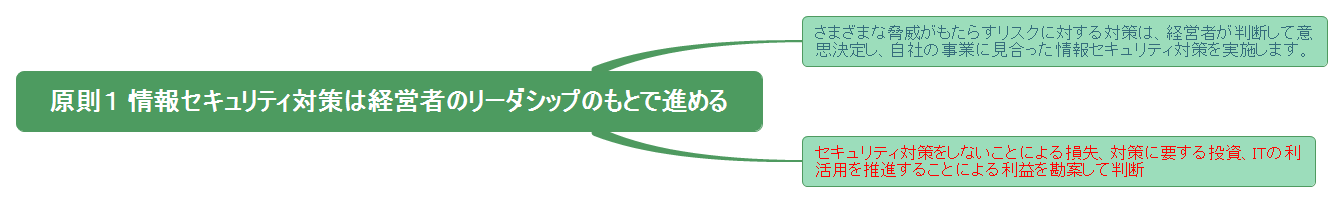 さまざまな脅威がもたらすリスクに対する対策は、経営者が判断して意
思決定し、自社の事業に見合った情報セキュリティ対策を実施します。
原則１ 情報セキュリティ対策は経営者のリーダシップのもとで進める
セキュリティ対策をしないことによる損失、対策に要する投資、ITの利
活用を推進することによる利益を勘案して判断